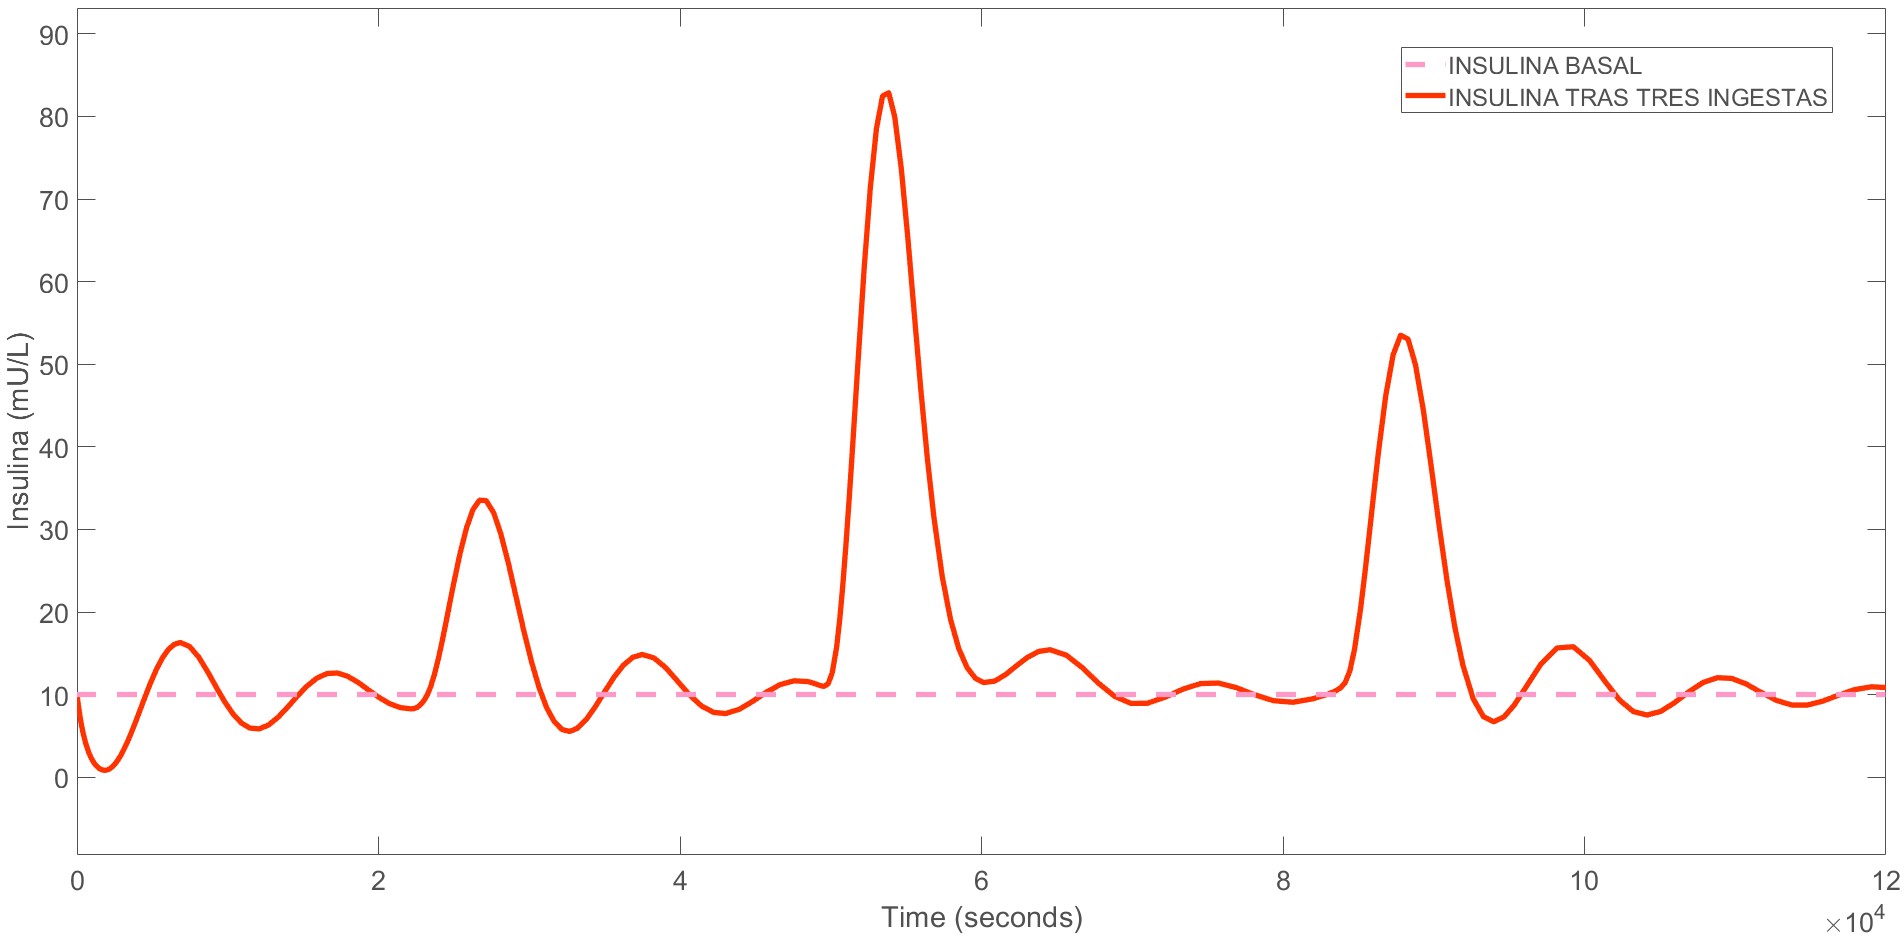 90
80
70
60
50
40
30
20
10
0
Insulina (mU/L)
INSULINA BASAL
INSULINA TRAS TRES INGESTAS
0 2 4 6 8 10 12
Time (seconds)
×10⁴